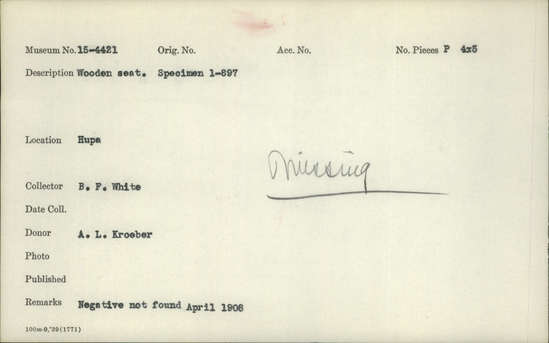 Museum No. 15-4421 Orig. No. Acc. No. No. Pieces P 4x5
Description Wooden seat. Specimen 1-897
Location Hupa
Missing
Collector B. F. White
Date Coll.
Donor A. L. Kroeber
Photo
Published
Remarks Negative not found April 1906
100m-9,'29 (1771)